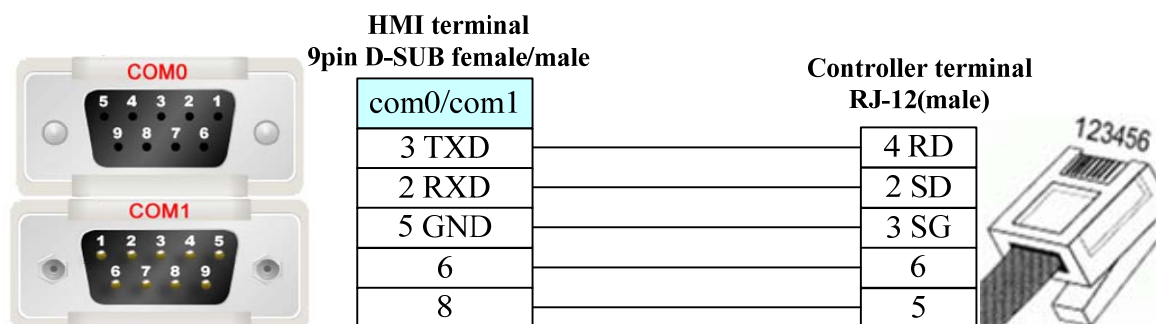 HMI terminal
9pin D-SUB female/male
COM0
5 4 3 2 1
9 8 7 6
COM1
1 2 3 4 5
6 7 8 9
com0/com1
3 TXD
2 RXD
5 GND
6
8
Controller terminal
RJ-12(male)
4 RD
2 SD
3 SG
6
5
123456